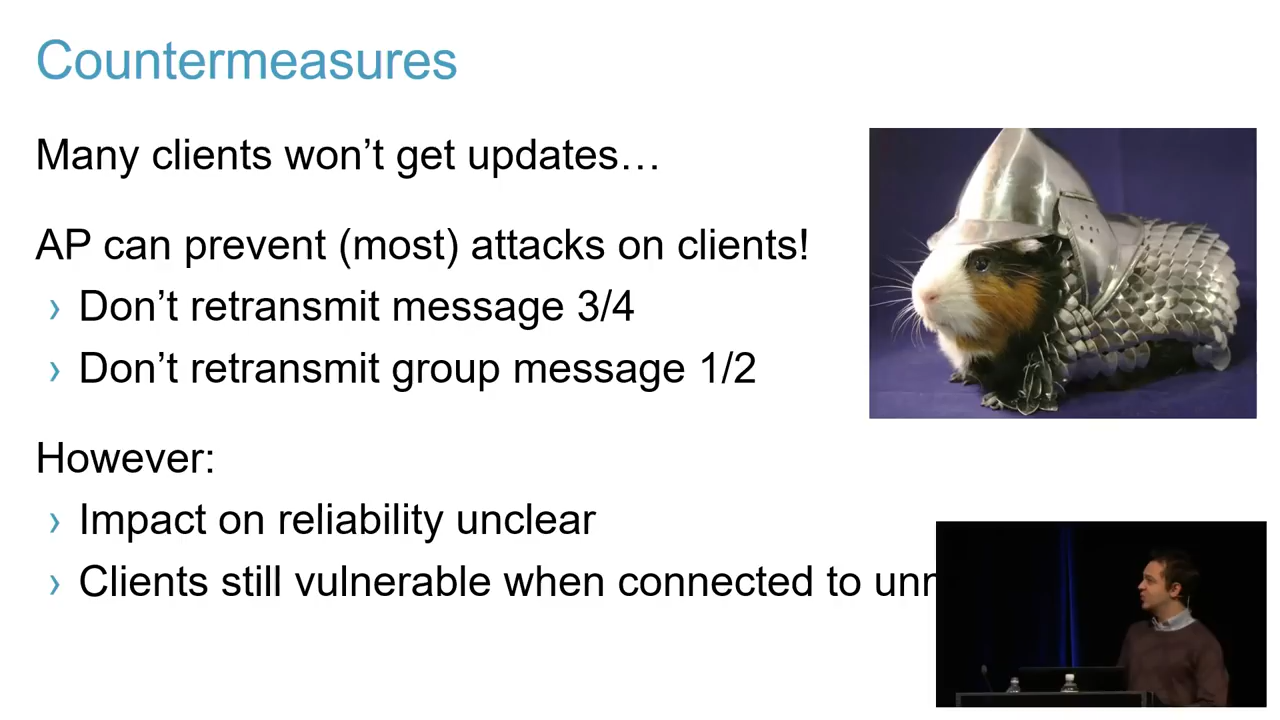 Countermeasures
Many clients won’t get updates…
AP can prevent (most) attacks on clients!
› Don’t retransmit message 3/4
› Don’t retransmit group message 1/2
However:
› Impact on reliability unclear
› Clients still vulnerable when connected to